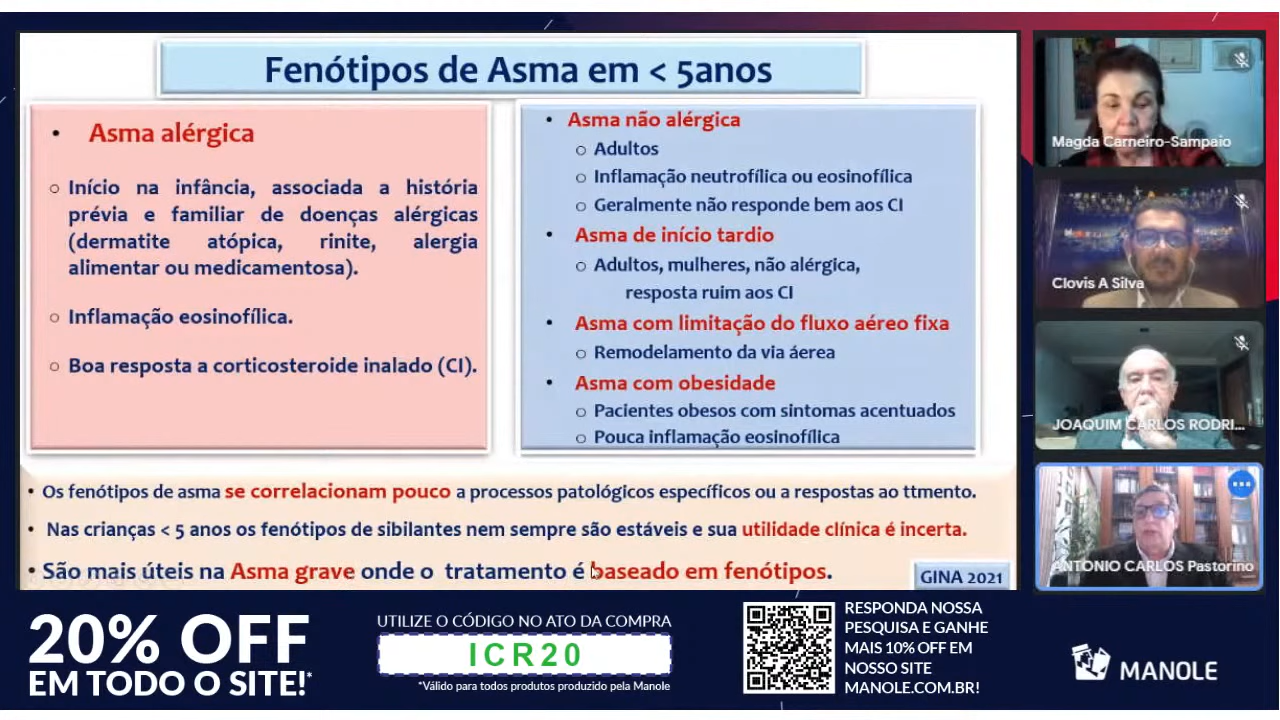 Fenótipos de Asma em < 5anos
• Asma alérgica
o Início na infância, associada a história
prévia e familiar de doenças alérgicas
(dermatite atópica, rinite, alergia
alimentar ou medicamentosa).
o Inflamação eosinofílica.
o Boa resposta a corticosteroide inalado (CI).
• Asma não alérgica
o Adultos
o Inflamação neutrofílica ou eosinofílica
o Geralmente não responde bem aos CI
• Asma de início tardio
o Adultos, mulheres, não alérgica,
resposta ruim aos CI
• Asma com limitação do fluxo aéreo fixa
o Remodelamento da via áerea
• Asma com obesidade
o Pacientes obesos com sintomas acentuados
o Pouca inflamação eosinofílica
• Os fenótipos de asma se correlacionam pouco a processos patológicos específicos ou a respostas ao ttmento.
• Nas crianças < 5 anos os fenótipos de sibilantes nem sempre são estáveis e sua utilidade clínica é incerta.
• São mais úteis na Asma grave onde o tratamento é baseado em fenótipos.
GINA 2021
Magda Carneiro-Sampaio
Clovis A Silva
JOAQUIM CARLOS RODRI...
ANTONIO CARLOS Pastorino
20% OFF
EM TODO O SITE!*
UTILIZE O CÓDIGO NO ATO DA COMPRA
ICR20
*Válido para todos produtos produzido pela Manole
RESPONDA NOSSA
PESQUISA E GANHE
MAIS 10% OFF EM
NOSSO SITE
MANOLE.COM.BR!
MANOLE